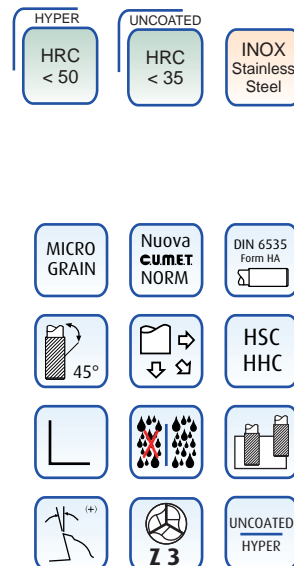 HYPER
HRC
< 50
UNCOATED
HRC
< 35
INOX
Stainless
Steel
MICRO
GRAIN
Nuova
C.U.M.E.T.
NORM
DIN 6535
Form HA
45°
HSC
HHC
(+)
Z 3
UNCOATED
HYPER